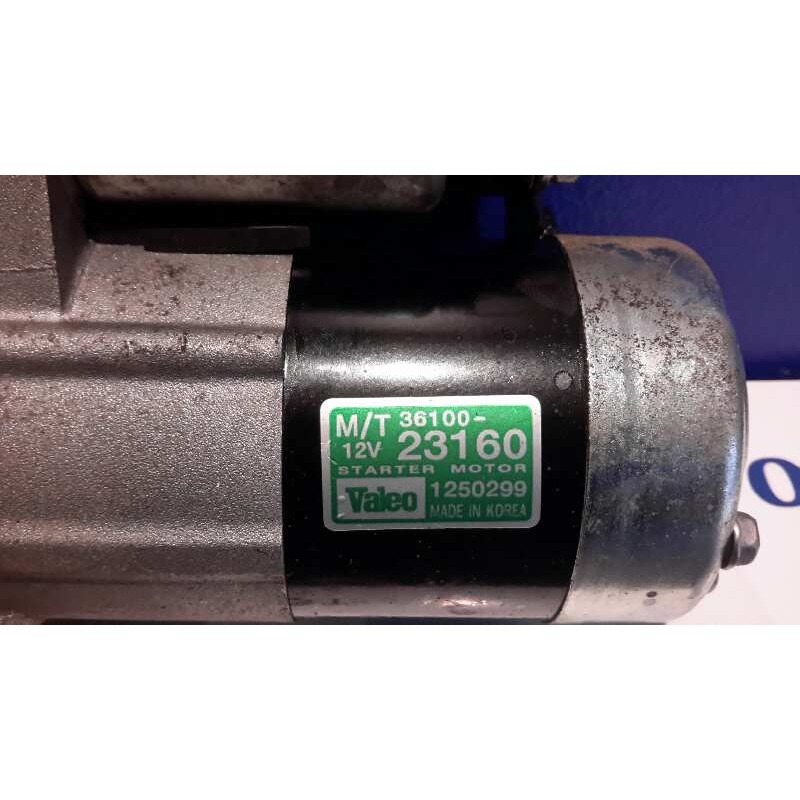 M/T 36100-
12V 23160
STARTER MOTOR
Valeo 1250299
MADE IN KOREA
O